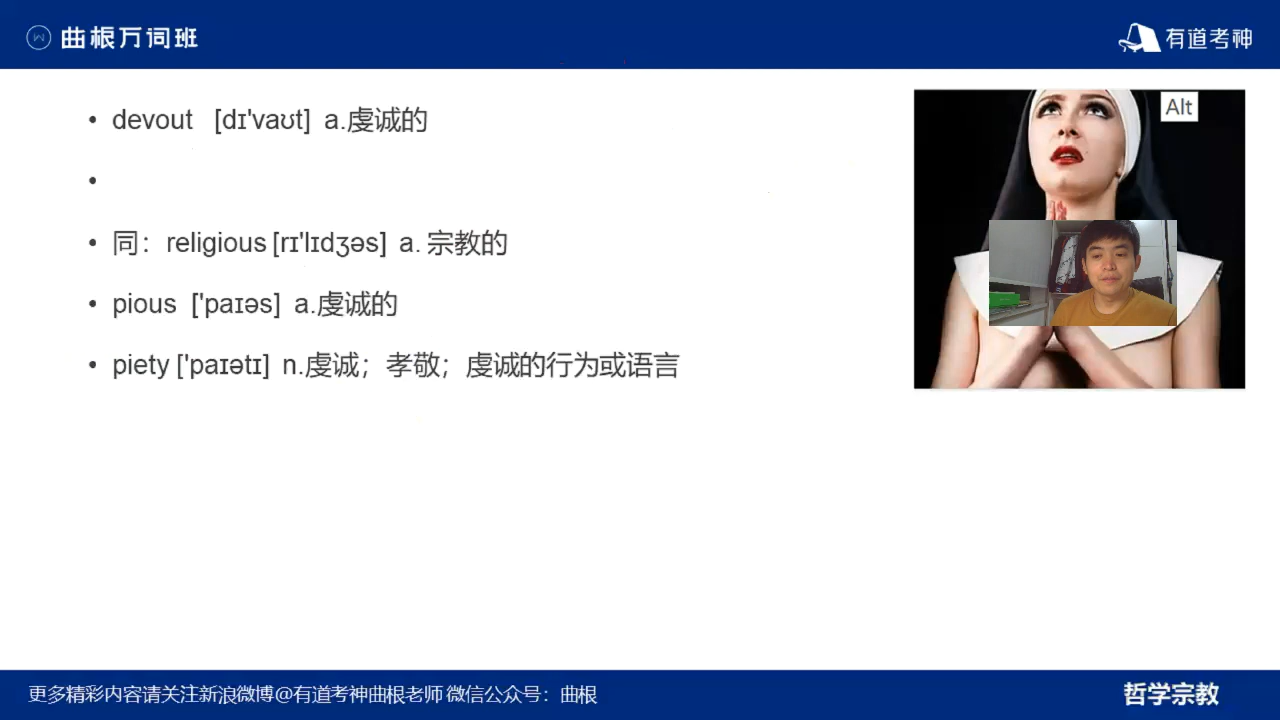 曲根万词班
有道考神
Alt
• devout [dɪ'vaʊt] a.虔诚的
•
• 同：religious [rɪ'lɪdʒəs] a. 宗教的
• pious ['paɪəs] a.虔诚的
• piety ['paɪətɪ] n.虔诚；孝敬；虔诚的行为或语言
更多精彩内容请关注新浪微博@有道考神曲根老师 微信公众号：曲根
哲学宗教